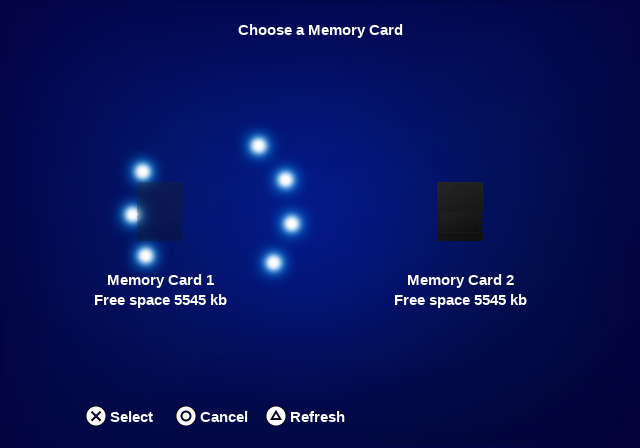 Choose a Memory Card
Memory Card 1
Free space 5545 kb
Memory Card 2
Free space 5545 kb
Select
Cancel
Refresh